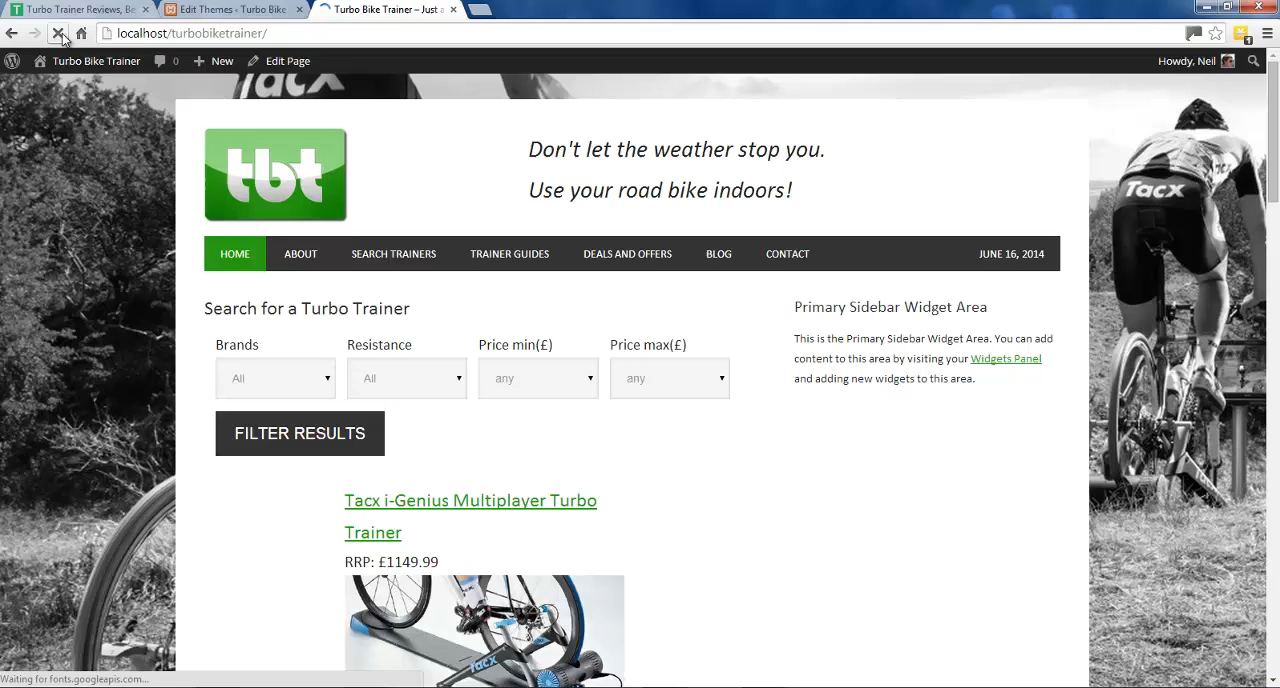 Turbo Trainer Reviews, Be
Edit Themes ‹ Turbo Bike
Turbo Bike Trainer – Just a
localhost/turbobiketrainer/
1
Turbo Bike Trainer
0
New
Edit Page
Howdy, Neil
Tacx
Tacx
tbt
Don't let the weather stop you.
Use your road bike indoors!
HOME
ABOUT
SEARCH TRAINERS
TRAINER GUIDES
DEALS AND OFFERS
BLOG
CONTACT
JUNE 16, 2014
Search for a Turbo Trainer
Brands
Resistance
Price min(£)
Price max(£)
All
All
any
any
FILTER RESULTS
Primary Sidebar Widget Area
This is the Primary Sidebar Widget Area. You can add
content to this area by visiting your Widgets Panel
and adding new widgets to this area.
Tacx i-Genius Multiplayer Turbo
Trainer
RRP: £1149.99
Tacx
Waiting for fonts.googleapis.com...